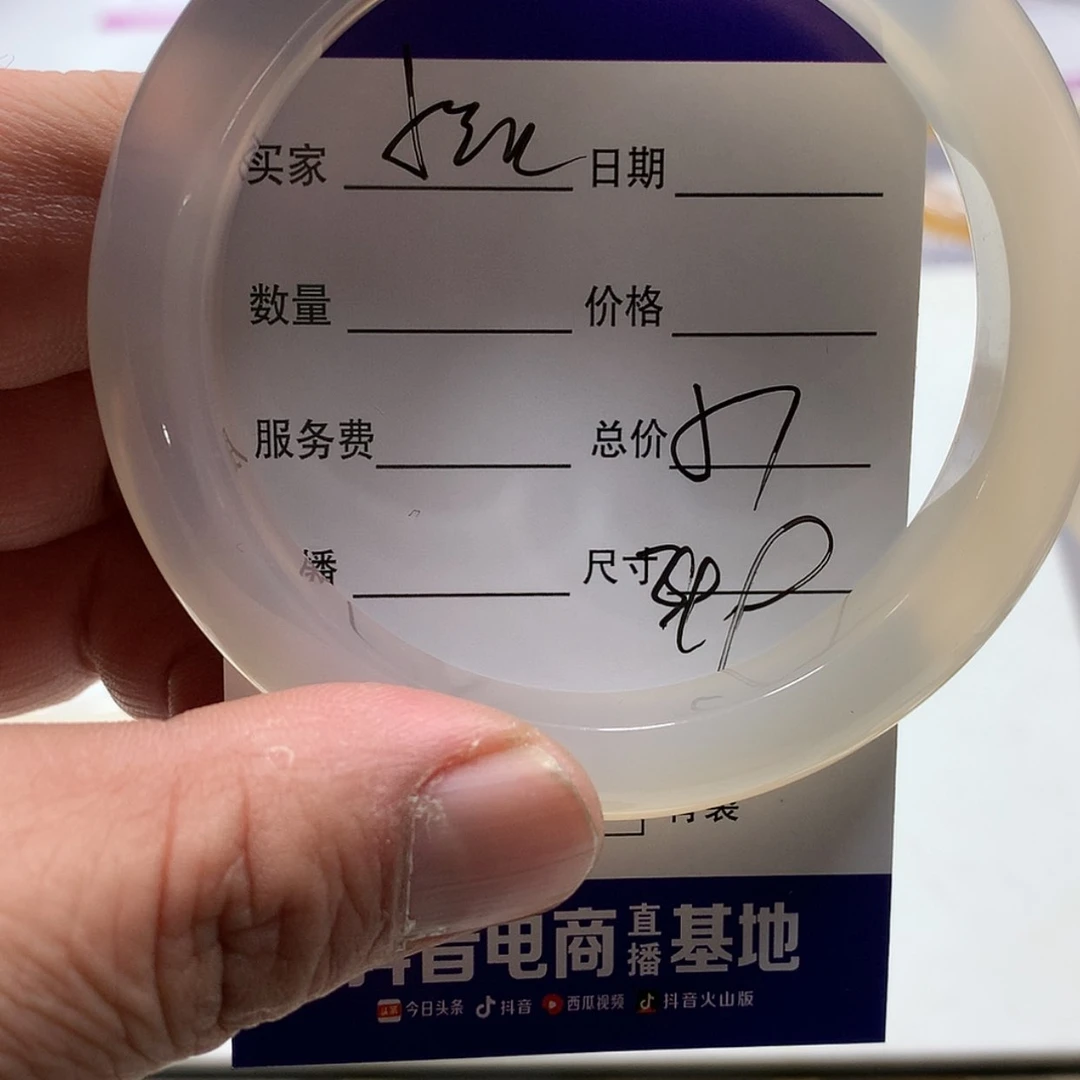 买家 日期
数量 价格
服务费 总价
播 尺寸
抖音电商直播基地
今日头条 抖音 西瓜视频 抖音火山版